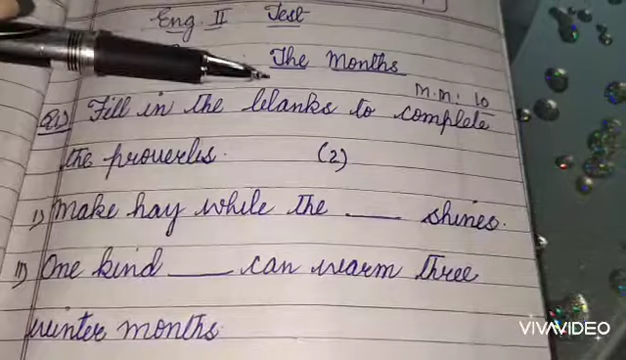 Eng II Test
The Months
M.M: 10
Q1) Fill in the blanks to complete
the proverbs. (2)
i) Make hay while the ___ shines.
ii) One kind ___ can warm three
winter months
VIVAVIDEO